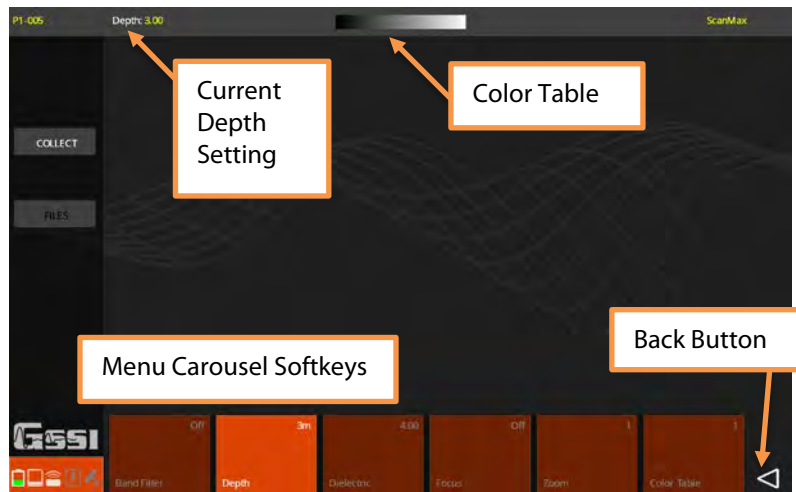 P1-005 Depth: 3.00 ScanMax
Current
Depth
Setting
Color Table
COLLECT
FILES
Back Button
Menu Carousel Softkeys
GSSI
Off 3m 4.00 Off 1 1
Band Filter Depth Dielectric Focus Zoom Color Table